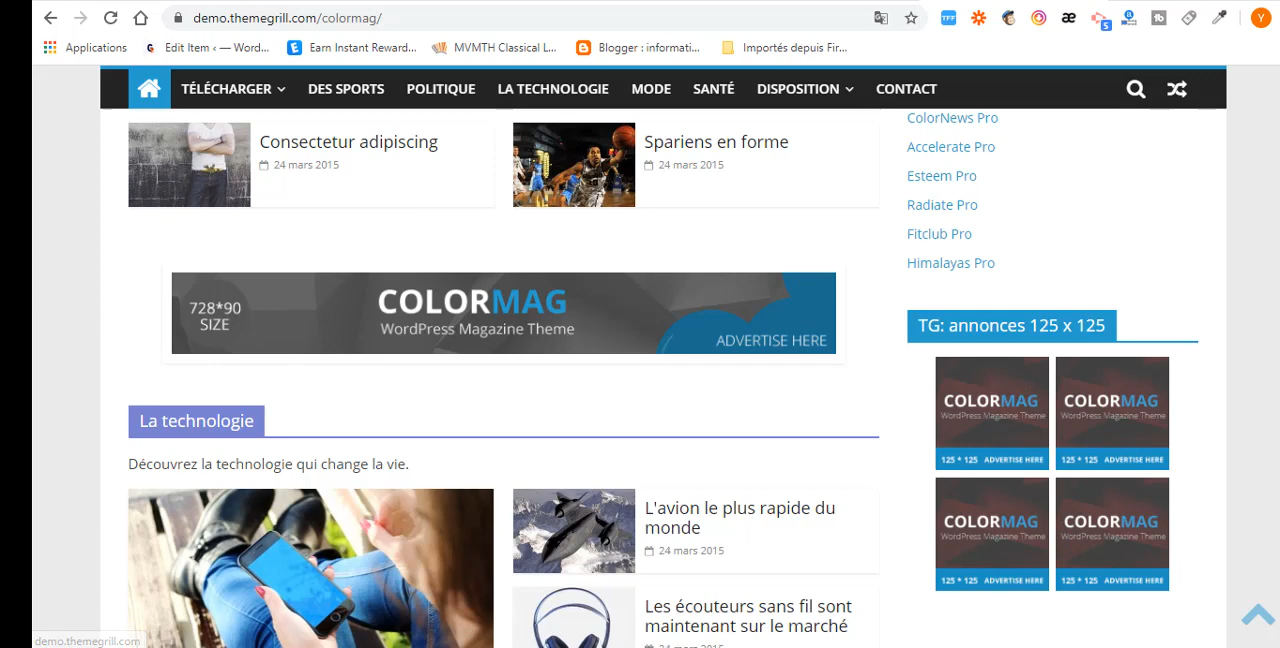 demo.themegrill.com/colormag/
Applications
Edit Item ‹ — Word...
Earn Instant Reward...
MVMTH Classical L...
Blogger : informati...
Importés depuis Fir...
TÉLÉCHARGER
DES SPORTS
POLITIQUE
LA TECHNOLOGIE
MODE
SANTÉ
DISPOSITION
CONTACT
Consectetur adipiscing
24 mars 2015
Spariens en forme
24 mars 2015
728*90
SIZE
COLORMAG
WordPress Magazine Theme
ADVERTISE HERE
La technologie
Découvrez la technologie qui change la vie.
L'avion le plus rapide du
monde
24 mars 2015
Les écouteurs sans fil sont
maintenant sur le marché
24 mars 2015
ColorNews Pro
Accelerate Pro
Esteem Pro
Radiate Pro
Fitclub Pro
Himalayas Pro
TG: annonces 125 x 125
COLORMAG
WordPress Magazine Theme
125 * 125 ADVERTISE HERE
COLORMAG
WordPress Magazine Theme
125 * 125 ADVERTISE HERE
COLORMAG
WordPress Magazine Theme
125 * 125 ADVERTISE HERE
COLORMAG
WordPress Magazine Theme
125 * 125 ADVERTISE HERE
demo.themegrill.com